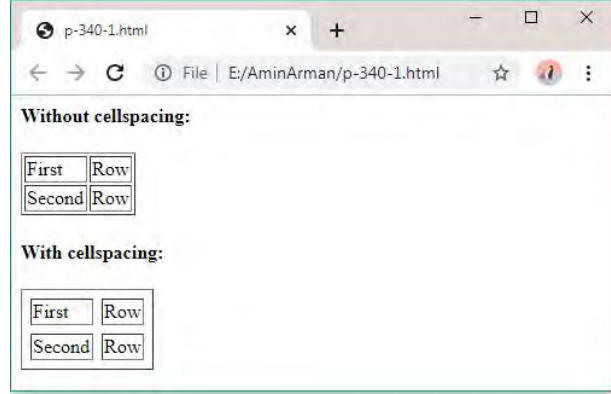 p-340-1.html
File | E:/AminArman/p-340-1.html
Without cellspacing:
First Row
Second Row
With cellspacing:
First Row
Second Row